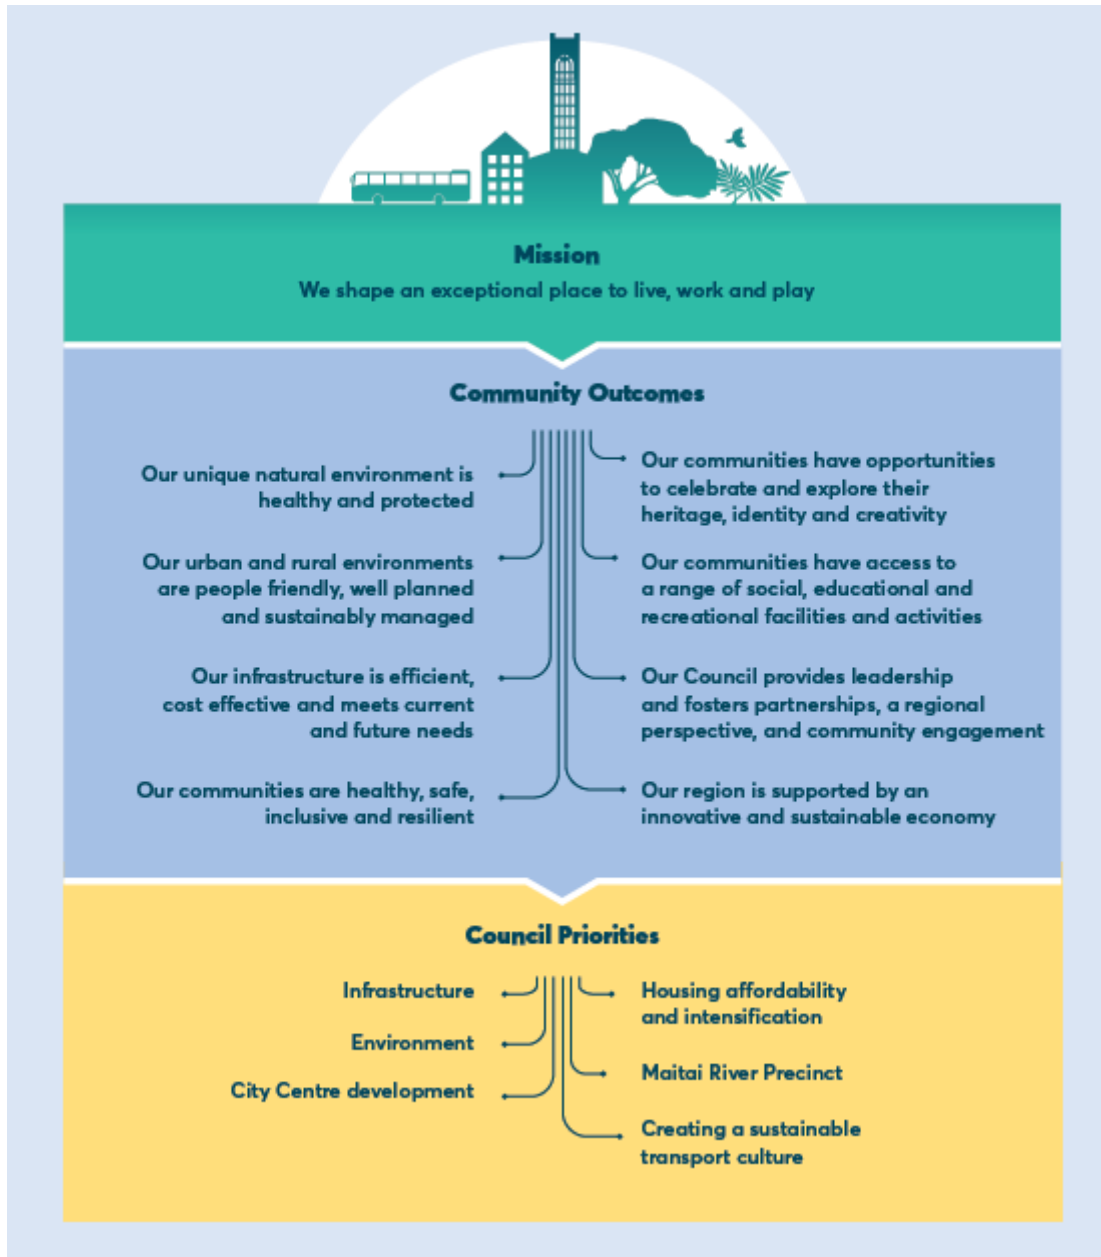 Mission
We shape an exceptional place to live, work and play
Community Outcomes
Our unique natural environment is
healthy and protected
Our urban and rural environments
are people friendly, well planned
and sustainably managed
Our infrastructure is efficient,
cost effective and meets current
and future needs
Our communities are healthy, safe,
inclusive and resilient
Our communities have opportunities
to celebrate and explore their
heritage, identity and creativity
Our communities have access to
a range of social, educational and
recreational facilities and activities
Our Council provides leadership
and fosters partnerships, a regional
perspective, and community engagement
Our region is supported by an
innovative and sustainable economy
Council Priorities
Infrastructure
Environment
City Centre development
Housing affordability
and intensification
Maitai River Precinct
Creating a sustainable
transport culture